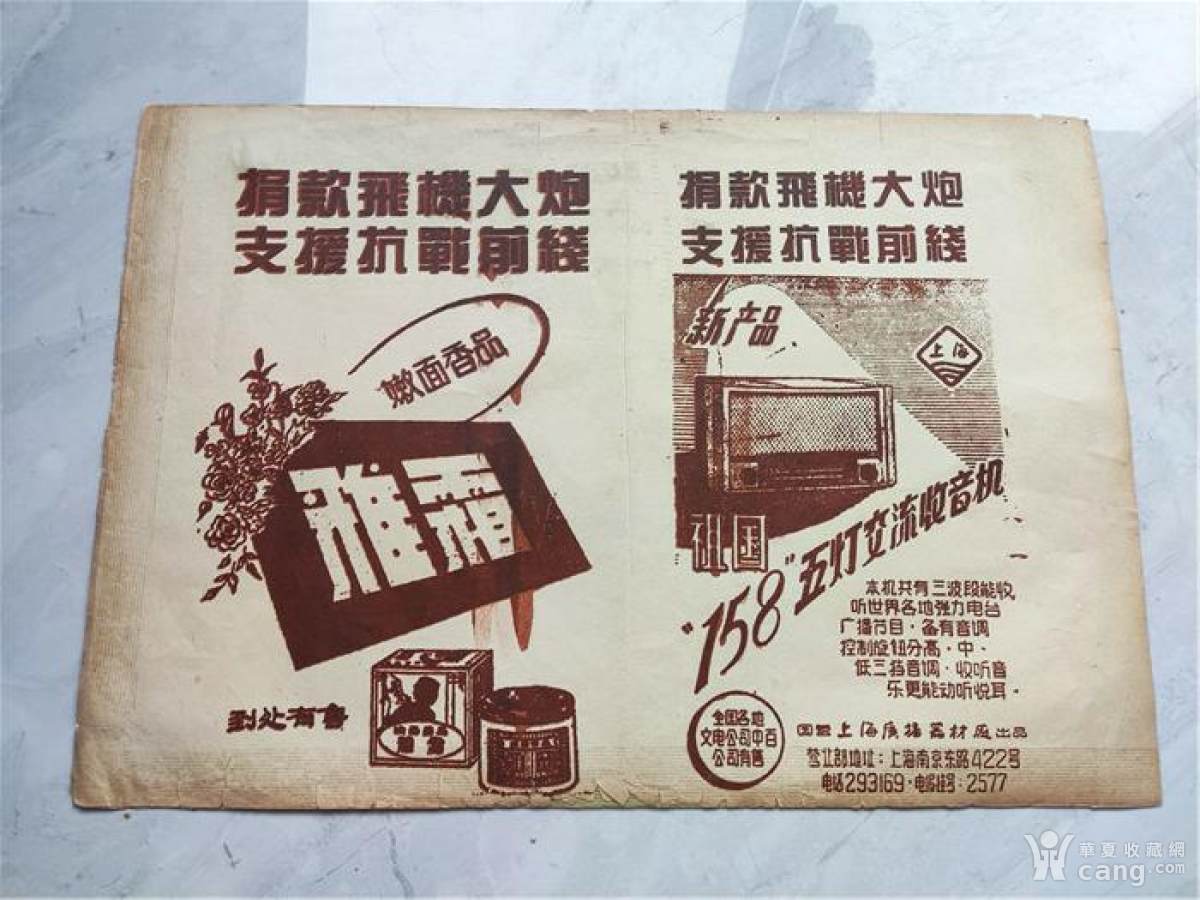 捐款飛機大炮
支援抗戰前綫
嫩面香品
雅霜
到处有售
捐款飛機大炮
支援抗戰前綫
新产品
上海
祖国
"158"五灯交流收音机
本机共有三波段能收
听世界各地强力电台
广播节目·备有音调
控制旋钮分高·中·
低三挡音调·收听音
乐更能动听悦耳·
全国各地
文电公司中百
公司有售
国营上海廣播器材廠出品
营业部地址：上海南京东路422号
电话293169·电报挂号·2577
華夏收藏網
cang.com